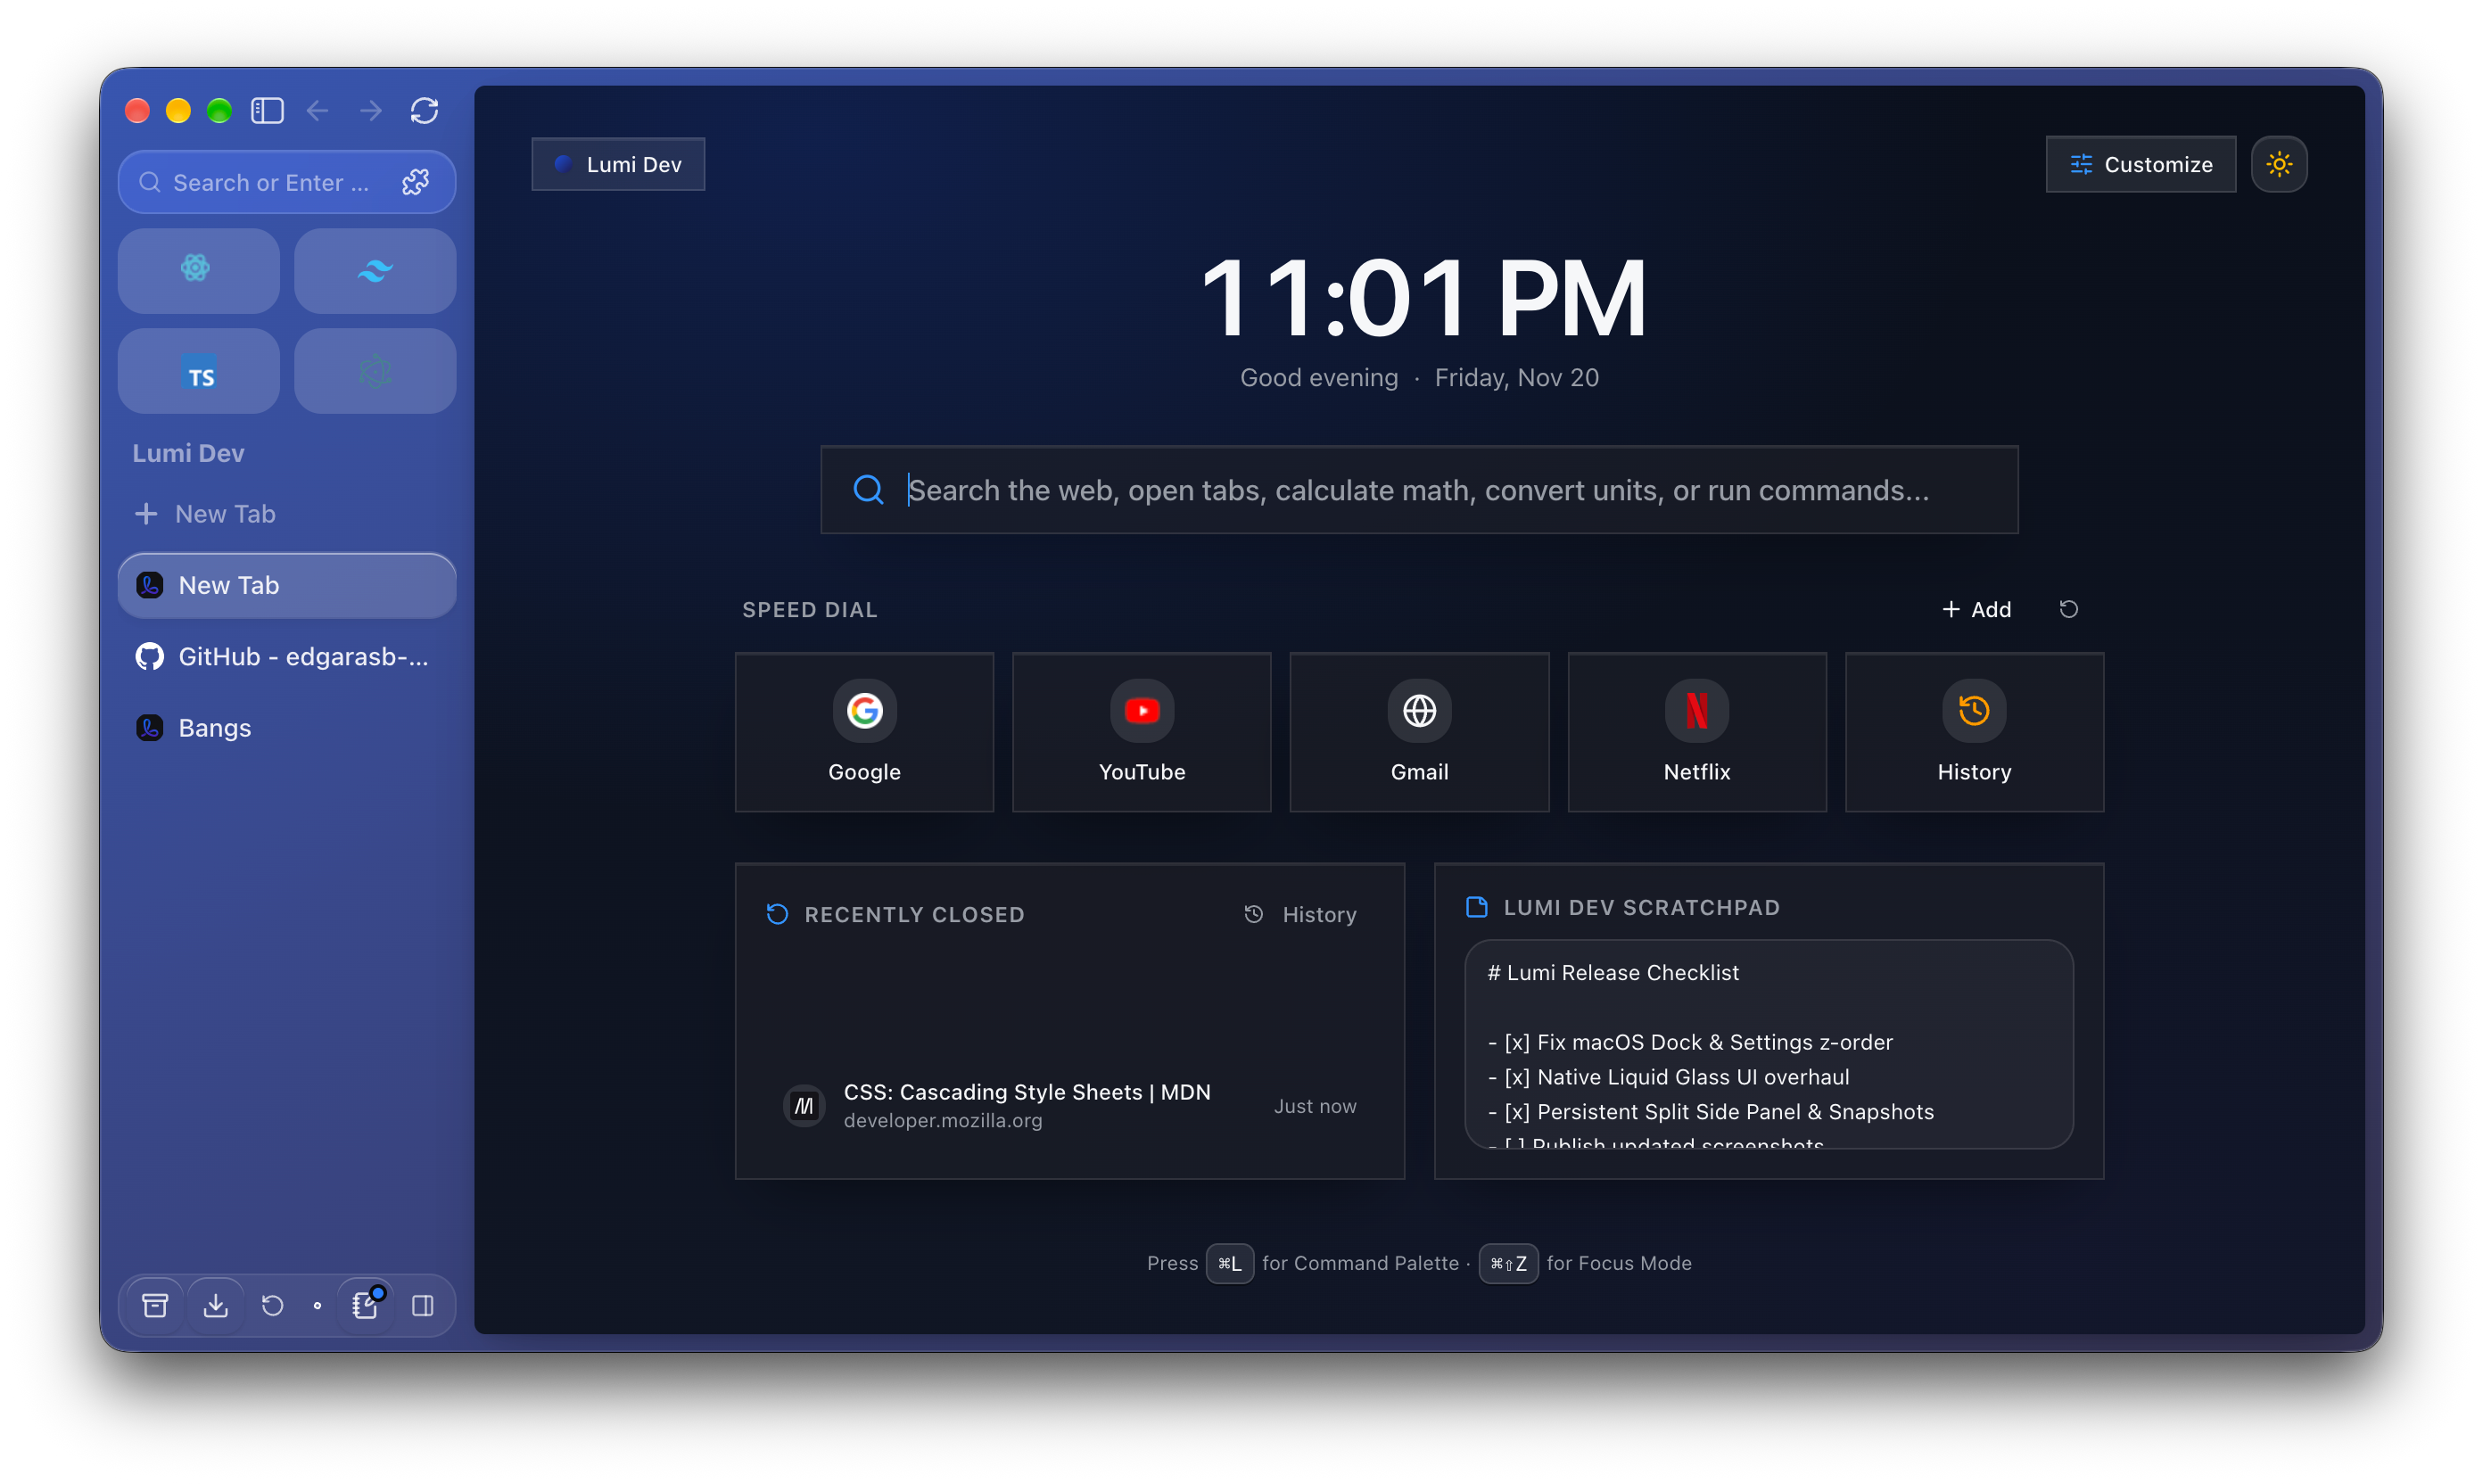 Search or Enter ...
TS
Lumi Dev
New Tab
New Tab
GitHub - edgarasb-...
Bangs
Lumi Dev
Customize
11:01 PM
Good evening · Friday, Nov 20
Search the web, open tabs, calculate math, convert units, or run commands...
SPEED DIAL
Add
Google
YouTube
Gmail
Netflix
History
RECENTLY CLOSED
History
CSS: Cascading Style Sheets | MDN
developer.mozilla.org
Just now
LUMI DEV SCRATCHPAD
# Lumi Release Checklist
- [x] Fix macOS Dock & Settings z-order
- [x] Native Liquid Glass UI overhaul
- [x] Persistent Split Side Panel & Snapshots
- [ ] Publish updated screenshots
Press ⌘L for Command Palette · ⌘⇧Z for Focus Mode